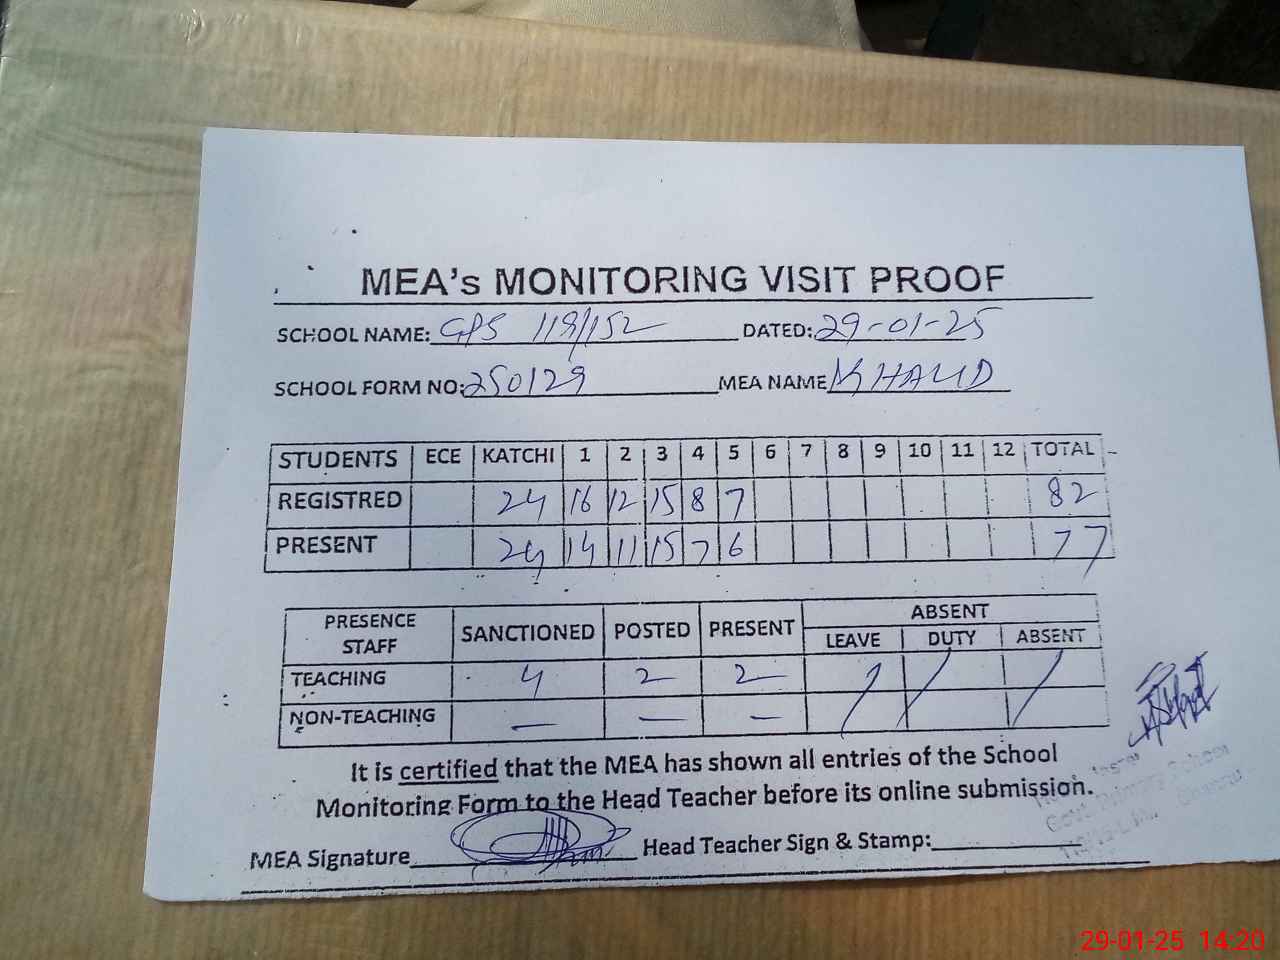 MEA's MONITORING VISIT PROOF
SCHOOL NAME: GPS 119/152 DATED: 29-01-25
SCHOOL FORM NO: 250129 MEA NAME KHALID
STUDENTS ECE KATCHI 1 2 3 4 5 6 7 8 9 10 11 12 TOTAL
REGISTRED 24 16 12 15 8 7 82
PRESENT 24 14 11 15 7 6 77
PRESENCE STAFF SANCTIONED POSTED PRESENT ABSENT
LEAVE DUTY ABSENT
TEACHING 4 2 2 / / /
NON-TEACHING — — —
It is certified that the MEA has shown all entries of the School
Monitoring Form to the Head Teacher before its online submission.
MEA Signature Head Teacher Sign & Stamp:
Govt. Primary School
29-01-25 14:20